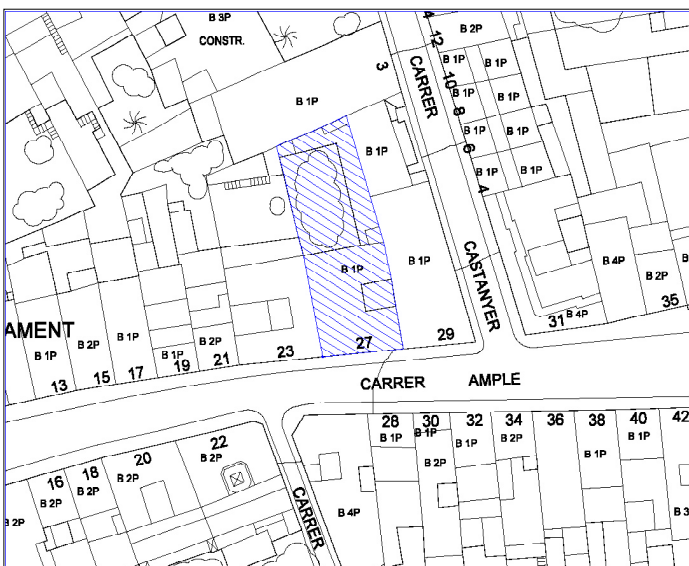 B 3P
CONSTR.
4
12
10
8
6
4
3
CARRER
CASTANYER
B 2P
B 1P
B 1P
B 1P
B 1P
B 1P
B 1P
B 1P
B 1P
B 1P
B 1P
B 1P
B 1P
B 4P
B 2P
B
31
B 4P
35
AMENT
B 1P
B 2P
B 1P
B 1P
B 2P
13
15
17
19
21
23
27
29
CARRER AMPLE
28
30
32
34
36
38
40
42
B 1P
B 1P
B 1P
B 2P
B 1P
B 1P
B 2P
B 4P
B 3
16
18
20
22
B 2P
B 2P
B 2P
B 2P
B 2P
CARRER